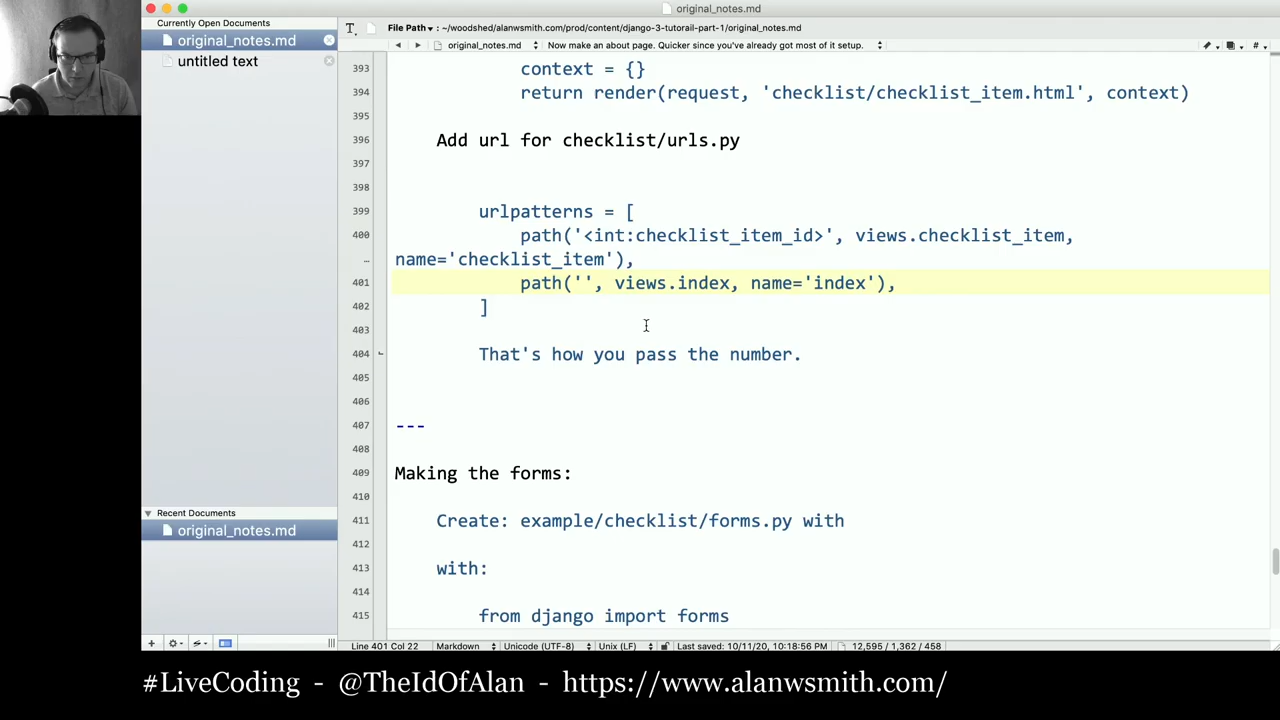 original_notes.md
Currently Open Documents
original_notes.md
untitled text
File Path ▾ : ~/woodshed/alanwsmith.com/prod/content/django-3-tutorail-part-1/original_notes.md
original_notes.md Now make an about page. Quicker since you've already got most of it setup.
393 context = {}
394 return render(request, 'checklist/checklist_item.html', context)
395
396 Add url for checklist/urls.py
397
398
399 urlpatterns = [
400 path('<int:checklist_item_id>', views.checklist_item,
name='checklist_item'),
401 path('', views.index, name='index'),
402 ]
403
404 That's how you pass the number.
405
406
407 ---
408
409 Making the forms:
410
411 Create: example/checklist/forms.py with
412
413 with:
414
415 from django import forms
Recent Documents
original_notes.md
Line 401 Col 22 Markdown Unicode (UTF-8) Unix (LF) Last saved: 10/11/20, 10:18:56 PM 12,595 / 1,362 / 458
#LiveCoding - @TheIdOfAlan - https://www.alanwsmith.com/